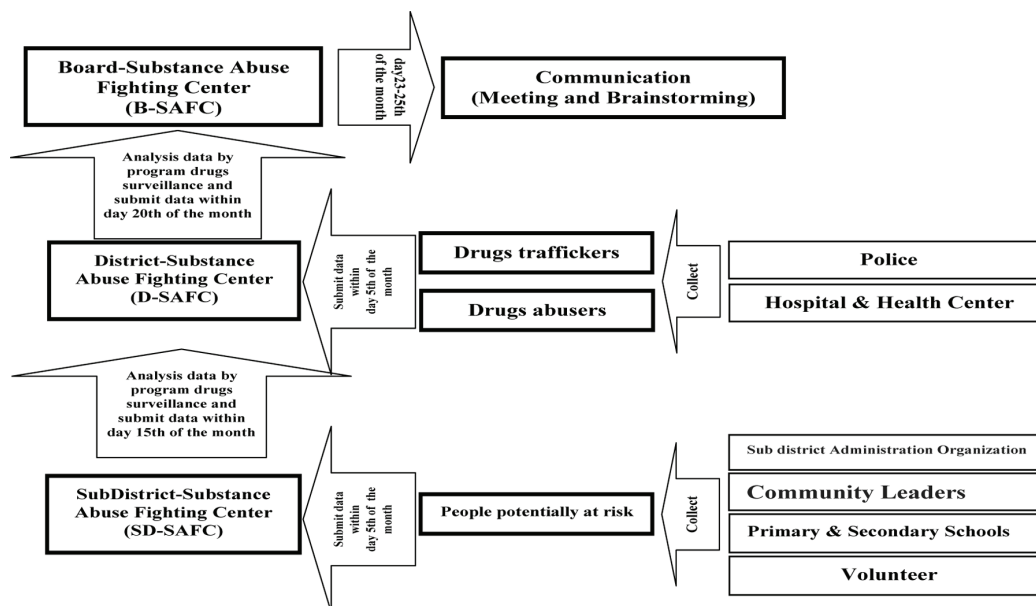 Board-Substance Abuse
Fighting Center
(B-SAFC)
day23-25th
of the month
Communication
(Meeting and Brainstorming)
Analysis data by
program drugs
surveillance and
submit data within
day 20th of the month
District-Substance
Abuse Fighting Center
(D-SAFC)
Submit data
within
day 5th of the
month
Drugs traffickers
Drugs abusers
Collect
Police
Hospital & Health Center
Analysis data by
program drugs
surveillance and
submit data within
day 15th of the month
SubDistrict-Substance
Abuse Fighting Center
(SD-SAFC)
Submit data
within
day 5th of the
month
People potentially at risk
Collect
Sub district Administration Organization
Community Leaders
Primary & Secondary Schools
Volunteer